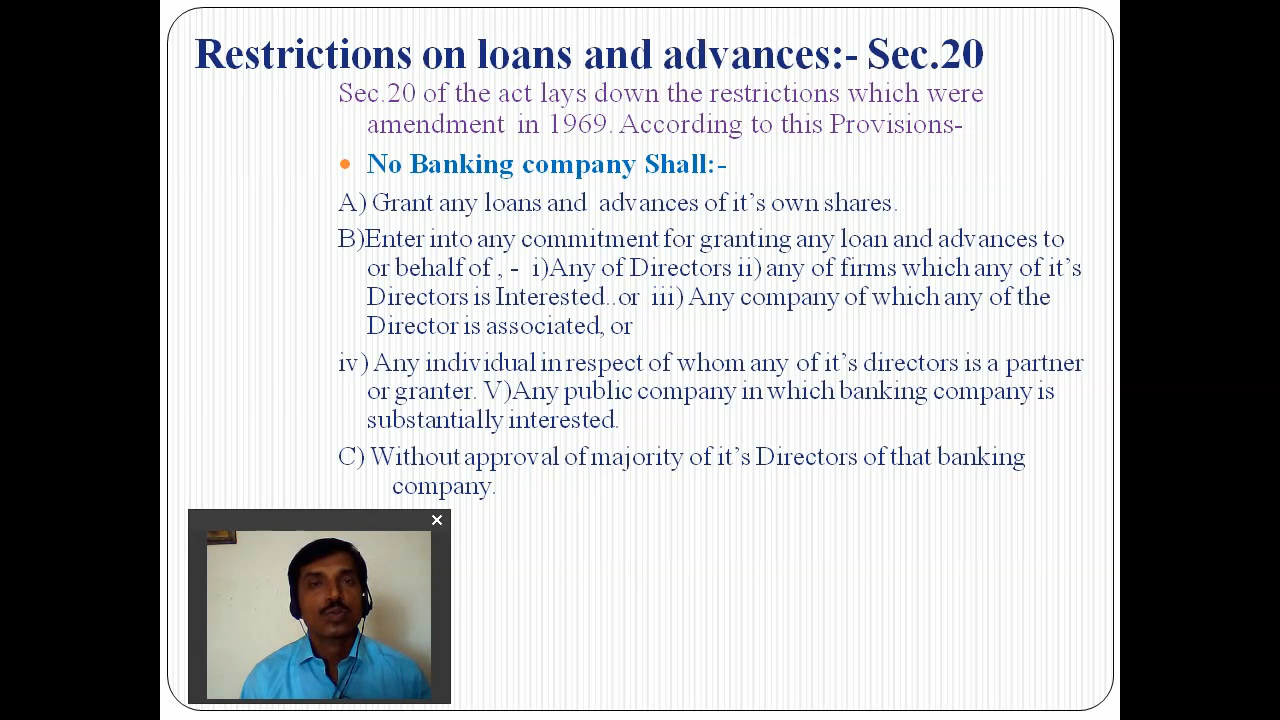 Restrictions on loans and advances:- Sec.20
Sec.20 of the act lays down the restrictions which were
amendment in 1969. According to this Provisions-
No Banking company Shall:-
A) Grant any loans and advances of it’s own shares.
B)Enter into any commitment for granting any loan and advances to
or behalf of , - i)Any of Directors ii) any of firms which any of it’s
Directors is Interested..or iii) Any company of which any of the
Director is associated, or
iv) Any individual in respect of whom any of it’s directors is a partner
or granter. V)Any public company in which banking company is
substantially interested.
C) Without approval of majority of it’s Directors of that banking
company.